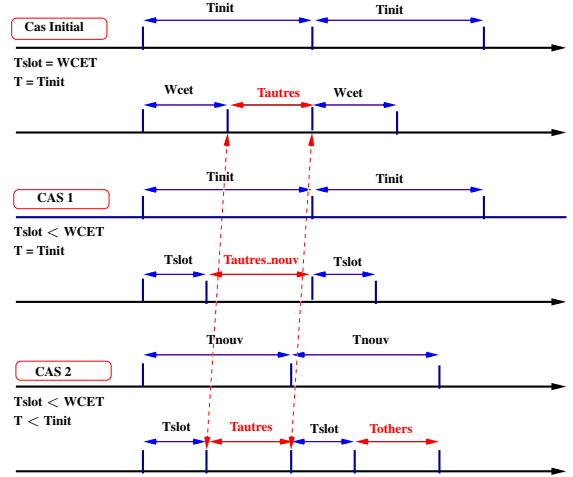 Tinit Tinit
Cas Initial
Tslot = WCET
T = Tinit
Wcet Tautres Wcet
Tinit Tinit
CAS 1
Tslot < WCET
T = Tinit
Tslot Tautres_nouv Tslot
Tnouv Tnouv
CAS 2
Tslot < WCET
T < Tinit
Tslot Tautres Tslot Tothers